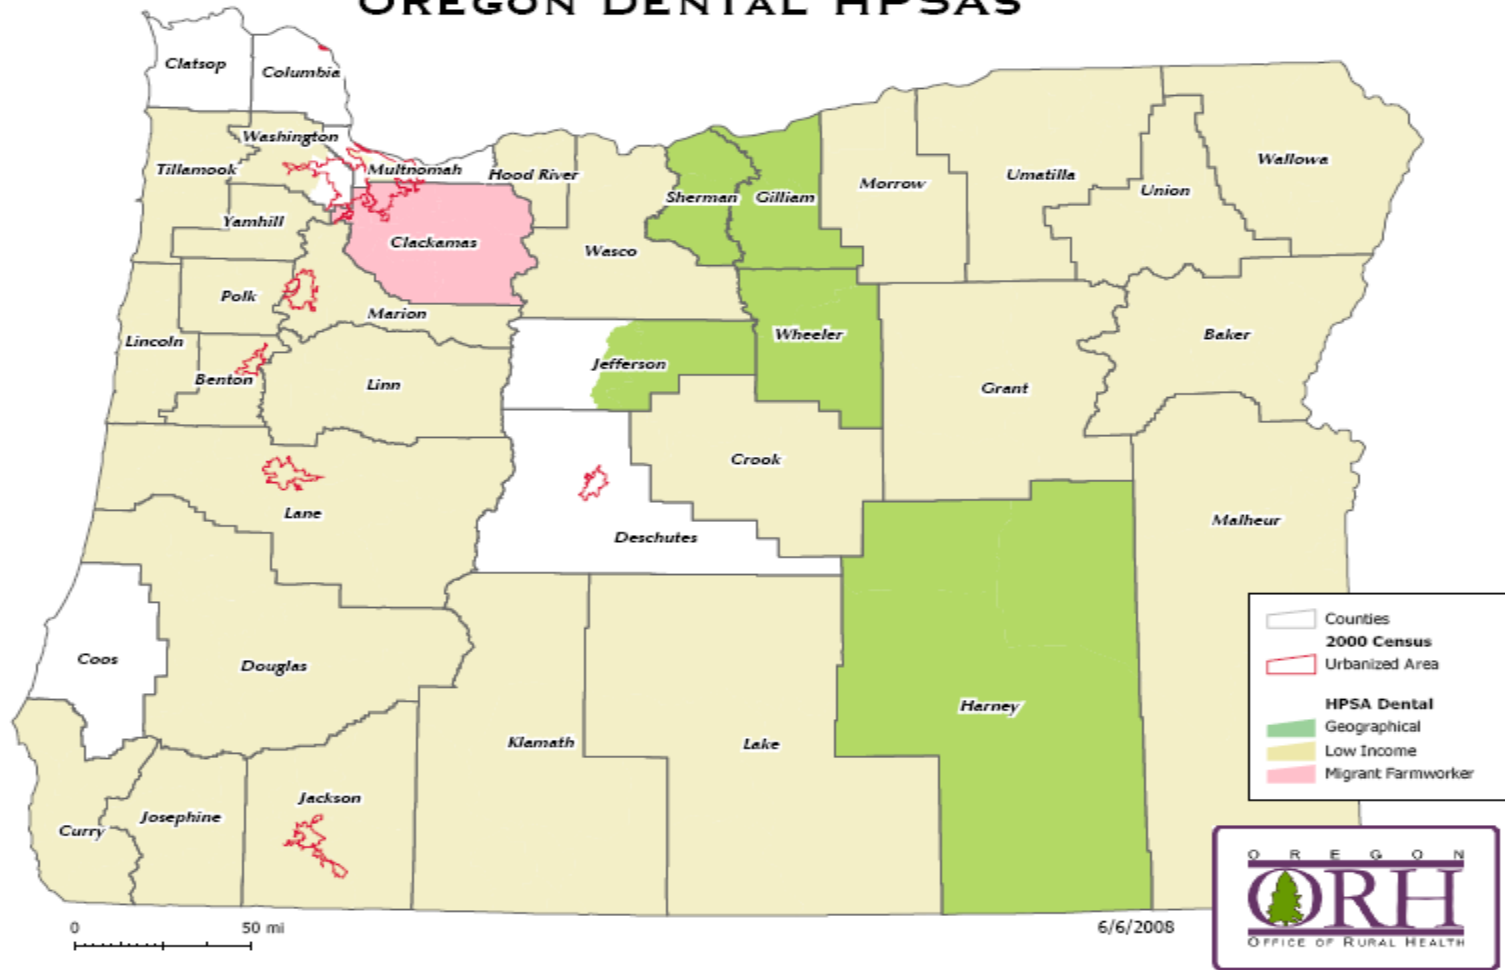 OREGON DENTAL HPSAS
Clatsop
Columbia
Washington
Tillamook
Multnomah
Hood River
Sherman
Gilliam
Morrow
Umatilla
Union
Wallowa
Yamhill
Clackamas
Wasco
Polk
Marion
Lincoln
Jefferson
Wheeler
Baker
Benton
Linn
Grant
Crook
Lane
Deschutes
Malheur
Coos
Douglas
Harney
Klamath
Lake
Jackson
Josephine
Curry
Counties
2000 Census
Urbanized Area
HPSA Dental
Geographical
Low Income
Migrant Farmworker
0 50 mi
6/6/2008
OREGON
ORH
OFFICE OF RURAL HEALTH